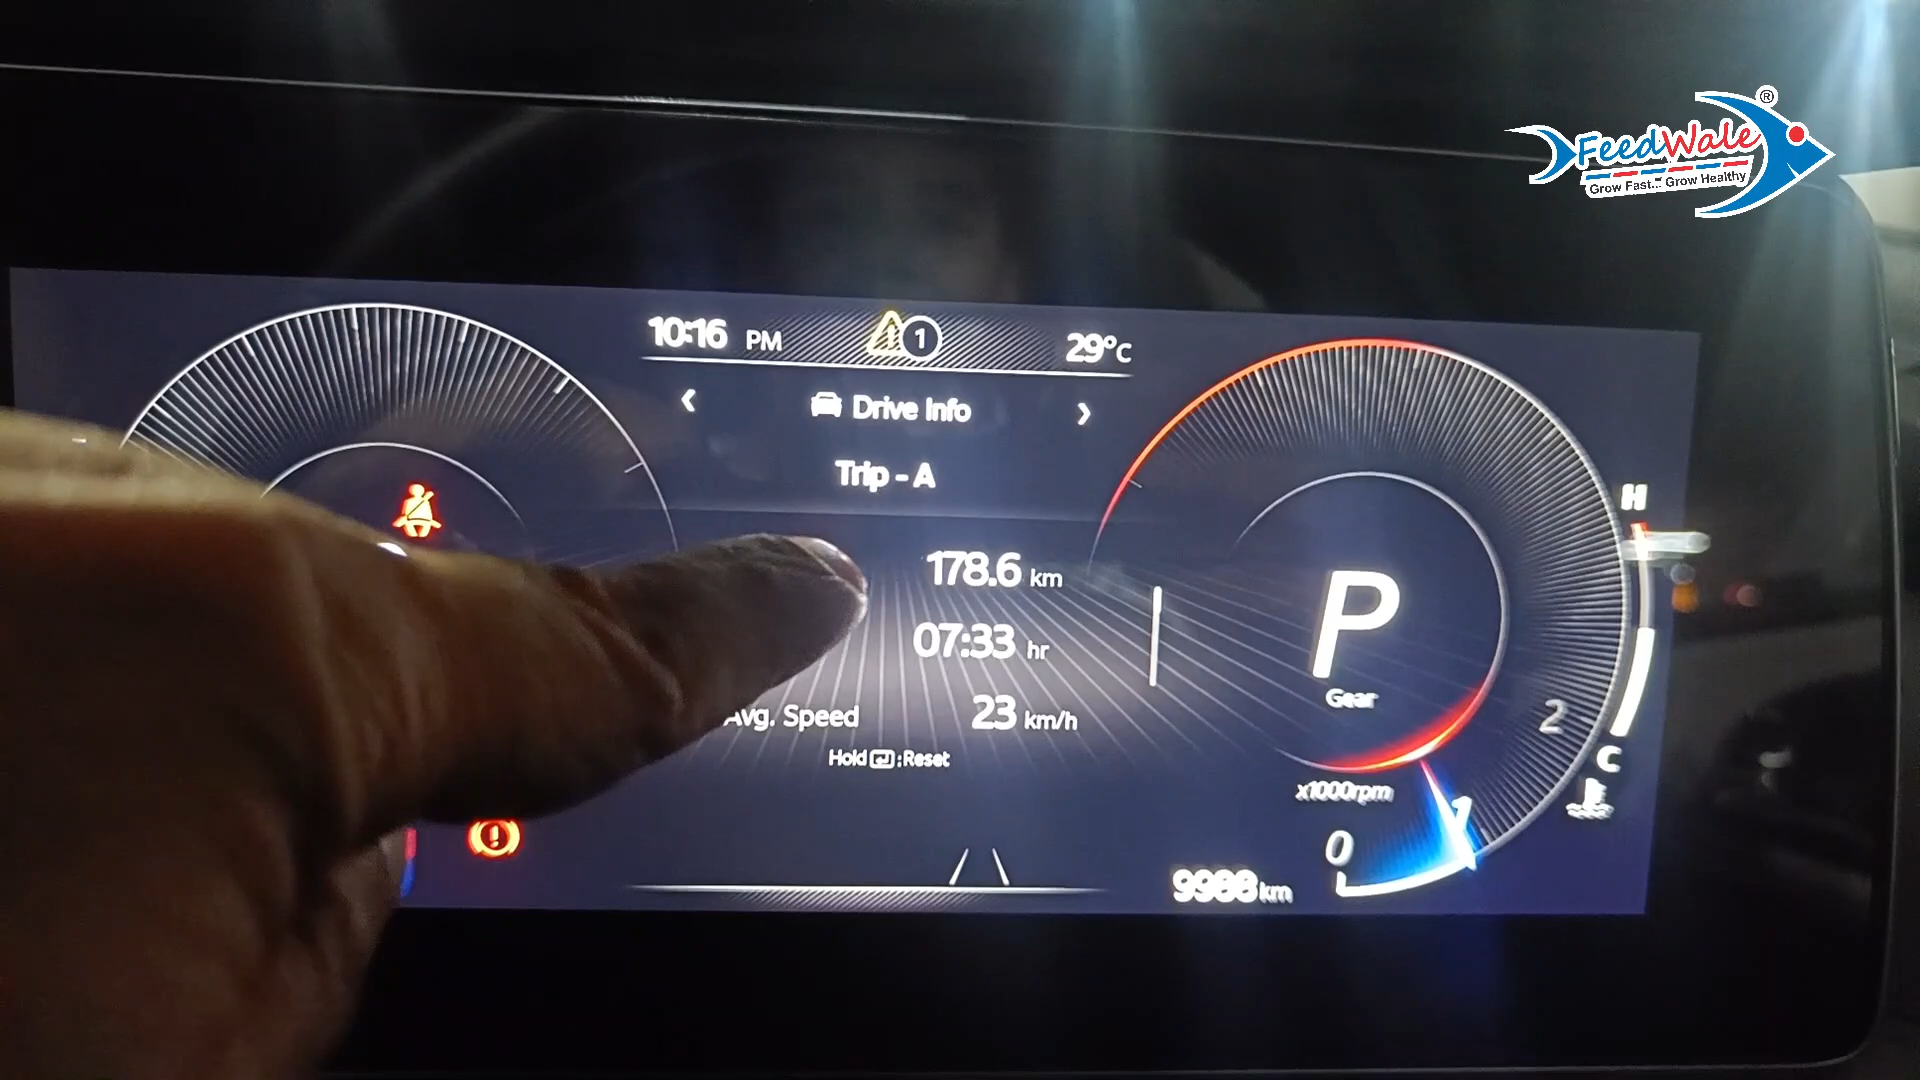 FeedWale®
Grow Fast... Grow Healthy
10:16 PM
1
29°C
Drive Info
Trip - A
178.6 km
07:33 hr
Avg. Speed 23 km/h
Hold :Reset
H
P
Gear
2
C
x1000rpm
1
0
9988 km